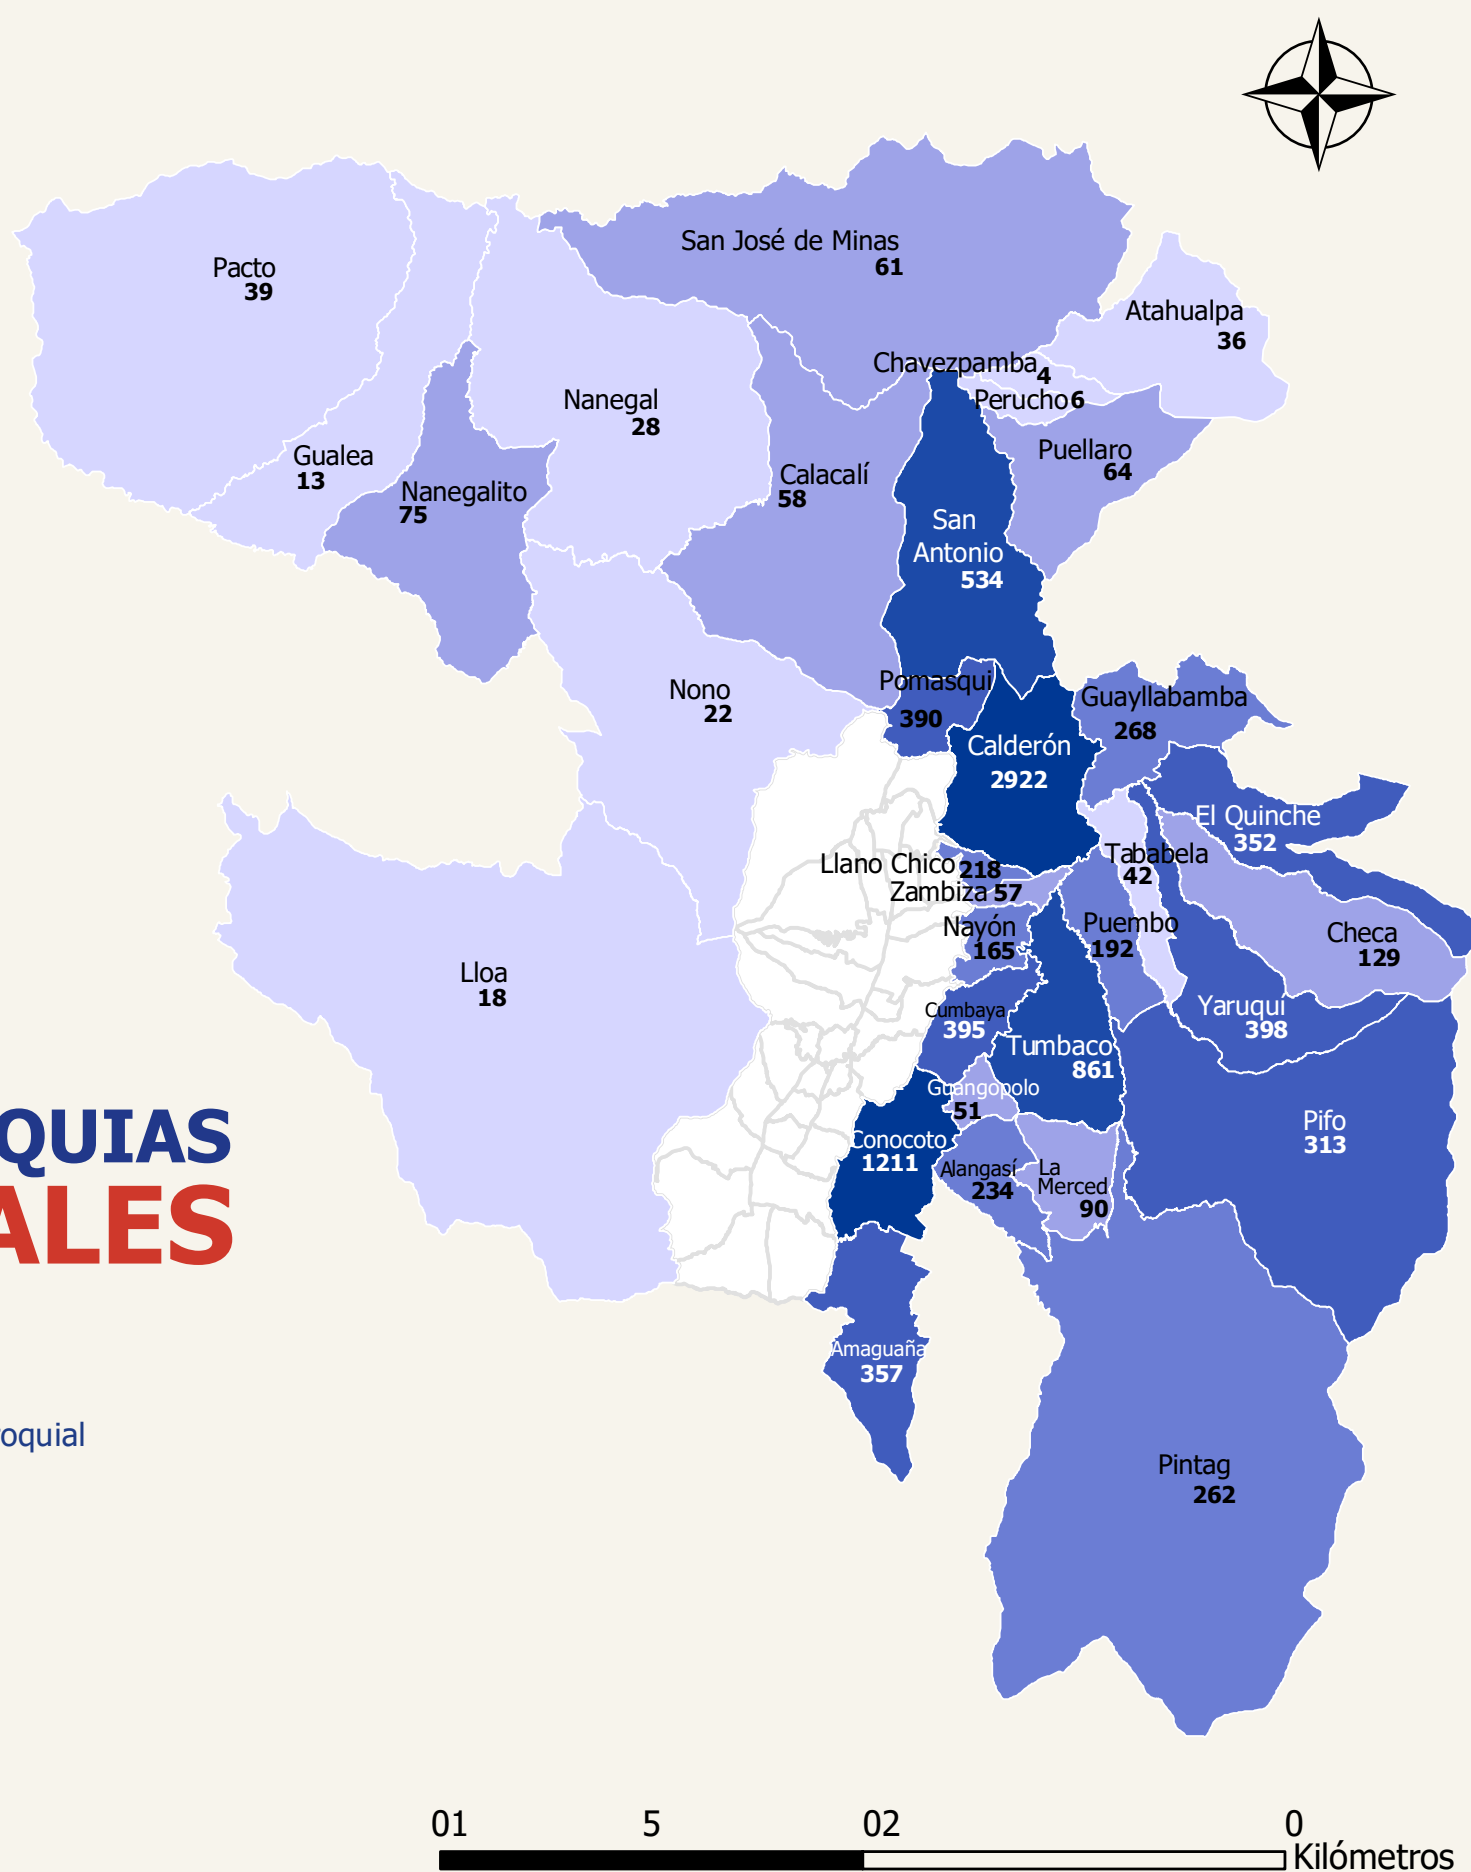 San José de Minas
61
Pacto
39
Atahualpa
36
Chavezpamba
4
Perucho 6
Nanegal
28
Puellaro
64
Gualea
13
Calacalí
58
Nanegalito
75
San
Antonio
534
Nono
22
Pomasqui
390
Guayllabamba
268
Calderón
2922
El Quinche
352
Llano Chico 218
Tababela
42
Zambiza 57
Nayón
165
Puembo
192
Checa
129
Lloa
18
Cumbaya
395
Yaruquí
398
Tumbaco
861
Guangopolo
51
Pifo
313
QUIAS
ALES
Conocoto
1211
Alangasí
234
La
Merced
90
Amaguaña
357
oquial
Pintag
262
01 5 02 0
Kilómetros